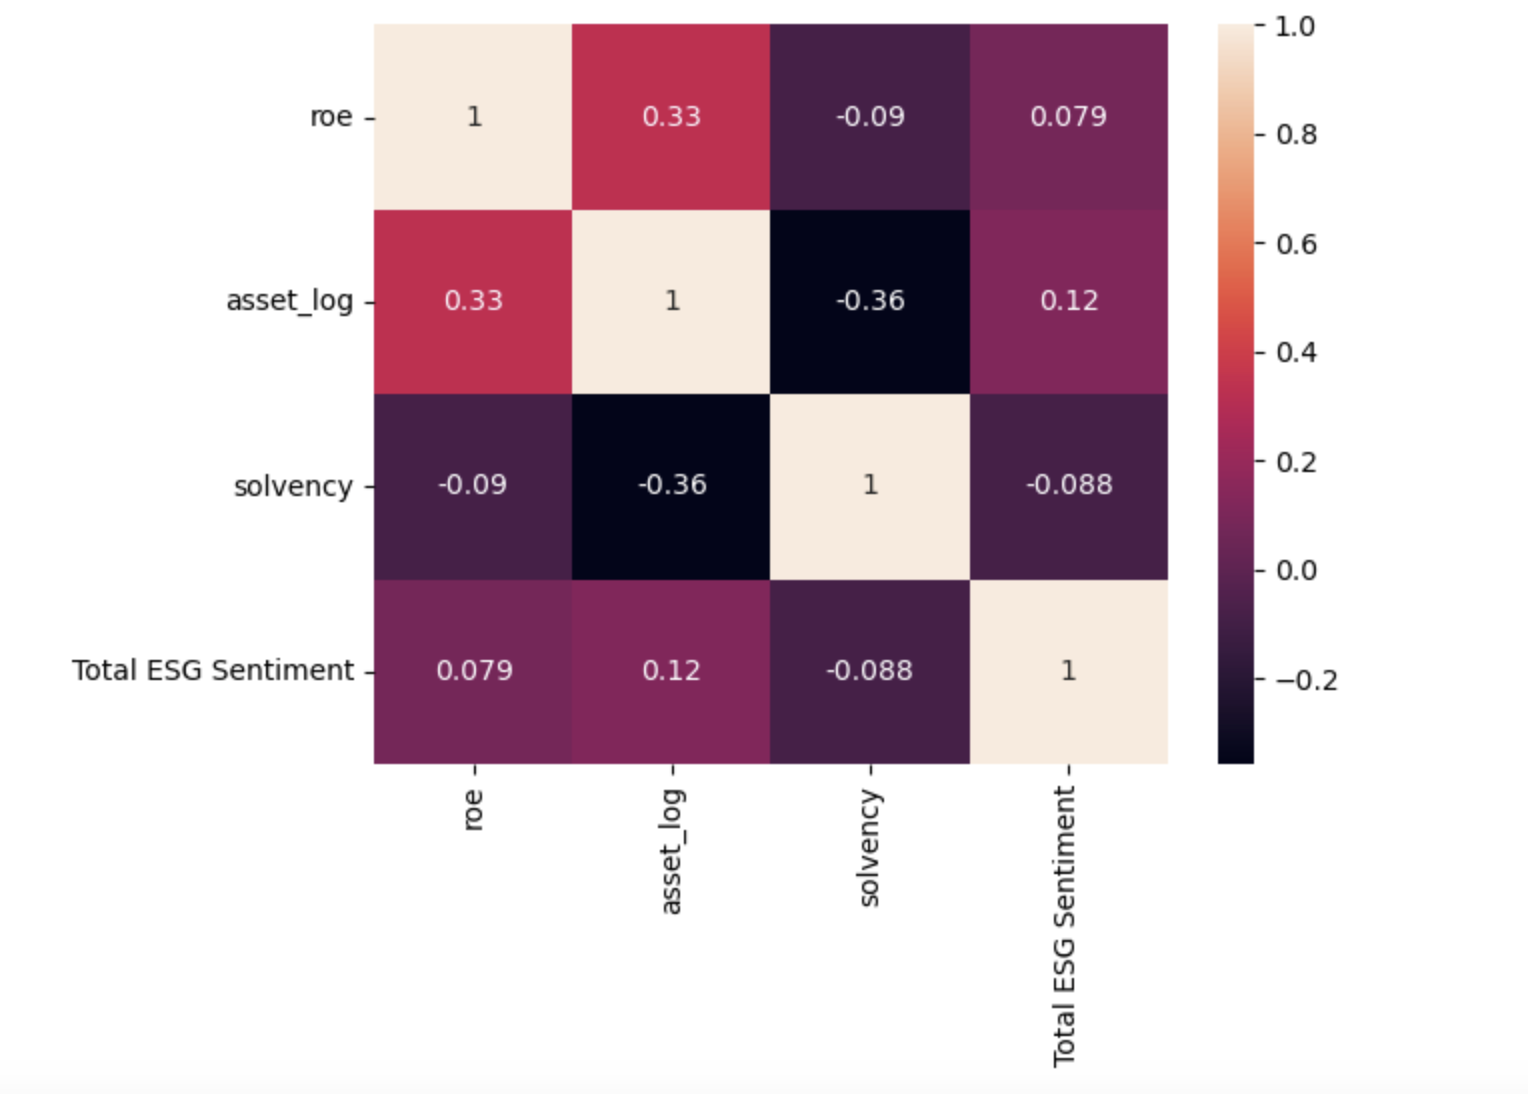 1.0
roe 1 0.33 -0.09 0.079
0.8
0.6
asset_log 0.33 1 -0.36 0.12
0.4
0.2
solvency -0.09 -0.36 1 -0.088
0.0
Total ESG Sentiment 0.079 0.12 -0.088 1
−0.2
roe
asset_log
solvency
Total ESG Sentiment